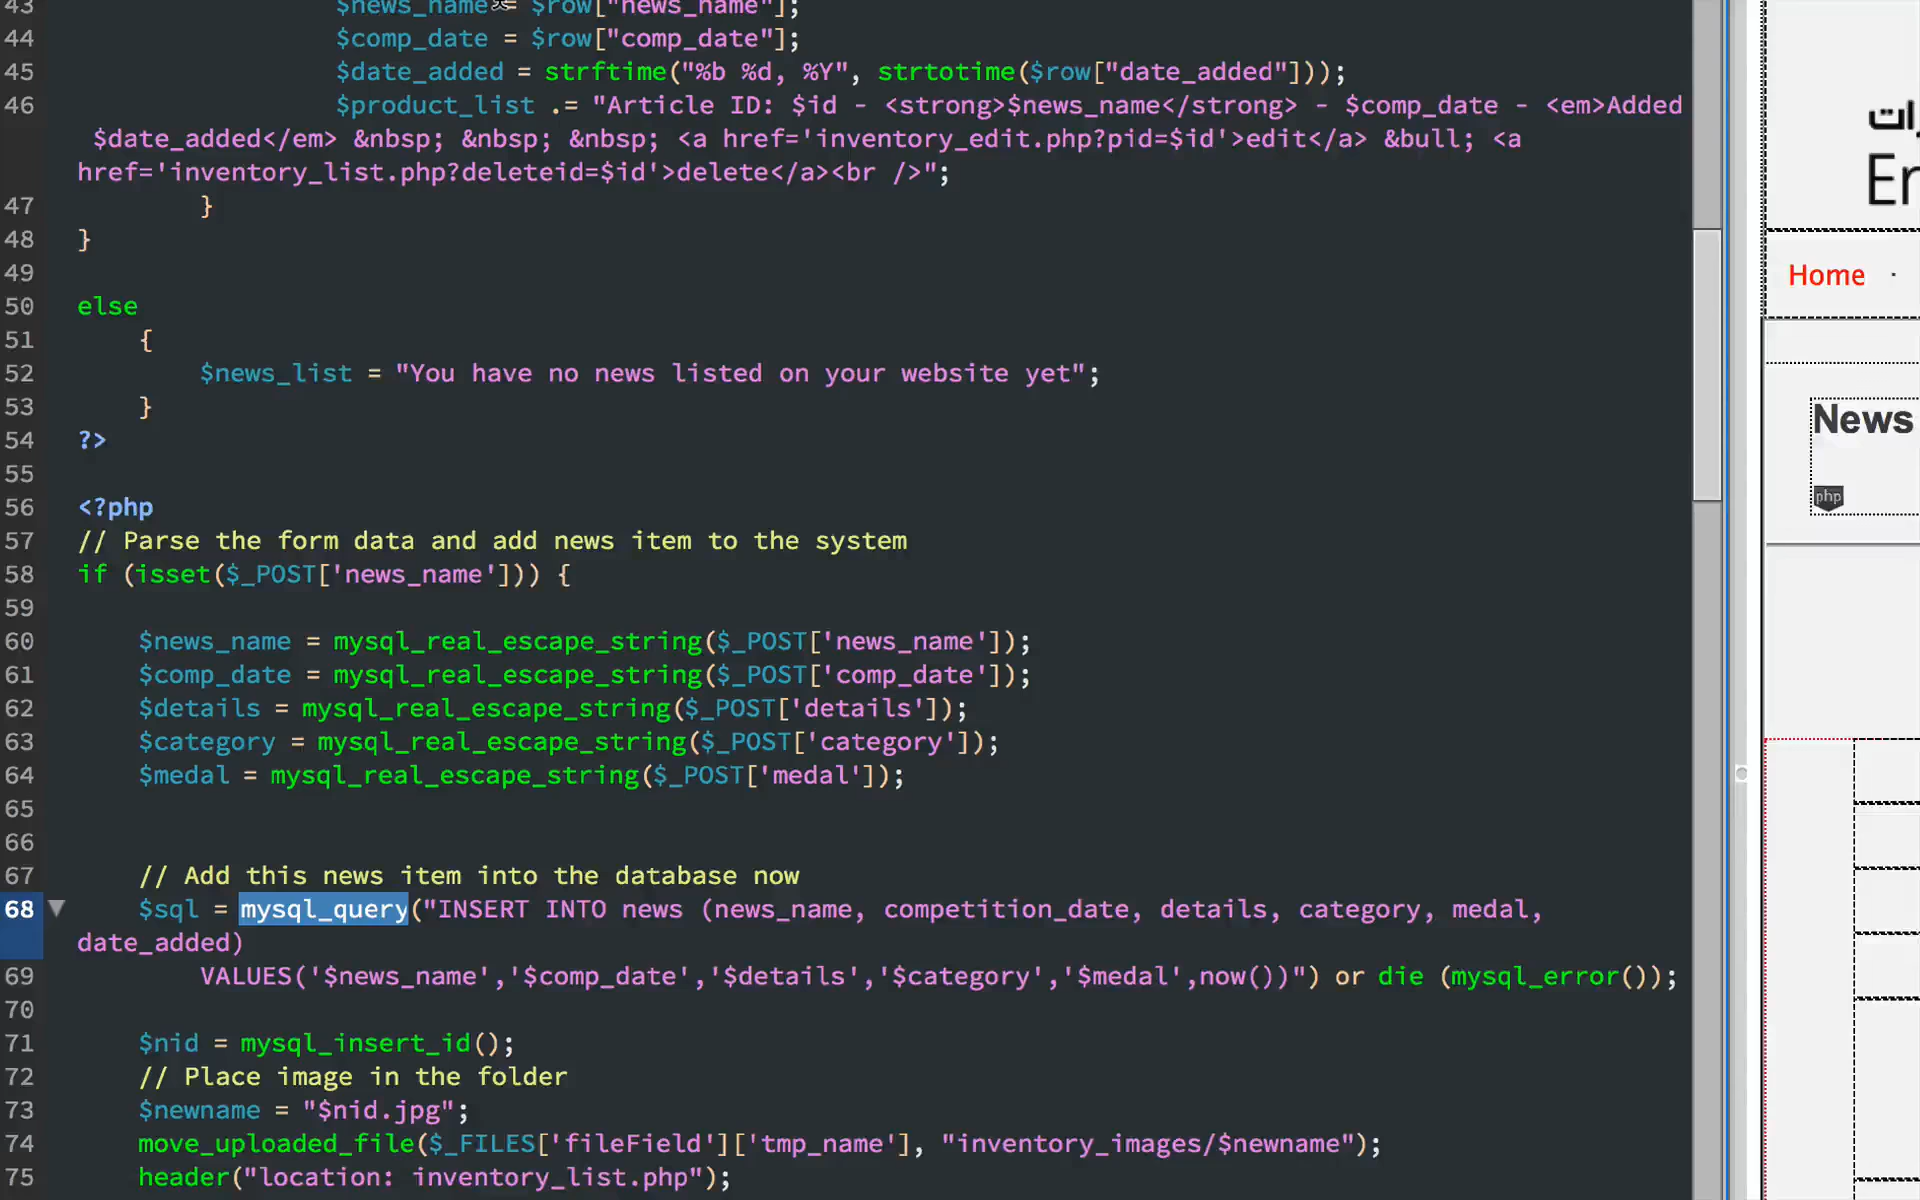 43 $news_name = $row["news_name"];
44 $comp_date = $row["comp_date"];
45 $date_added = strftime("%b %d, %Y", strtotime($row["date_added"]));
46 $product_list .= "Article ID: $id - <strong>$news_name</strong> - $comp_date - <em>Added
$date_added</em> &nbsp; &nbsp; &nbsp; <a href='inventory_edit.php?pid=$id'>edit</a> &bull; <a
href='inventory_list.php?deleteid=$id'>delete</a><br />";
47 }
48 }
49
50 else
51 {
52 $news_list = "You have no news listed on your website yet";
53 }
54 ?>
55
56 <?php
57 // Parse the form data and add news item to the system
58 if (isset($_POST['news_name'])) {
59
60 $news_name = mysql_real_escape_string($_POST['news_name']);
61 $comp_date = mysql_real_escape_string($_POST['comp_date']);
62 $details = mysql_real_escape_string($_POST['details']);
63 $category = mysql_real_escape_string($_POST['category']);
64 $medal = mysql_real_escape_string($_POST['medal']);
65
66
67 // Add this news item into the database now
68 $sql = mysql_query("INSERT INTO news (news_name, competition_date, details, category, medal,
date_added)
69 VALUES('$news_name','$comp_date','$details','$category','$medal',now())") or die (mysql_error());
70
71 $nid = mysql_insert_id();
72 // Place image in the folder
73 $newname = "$nid.jpg";
74 move_uploaded_file($_FILES['fileField']['tmp_name'], "inventory_images/$newname");
75 header("location: inventory_list.php");
Home ·
News
php